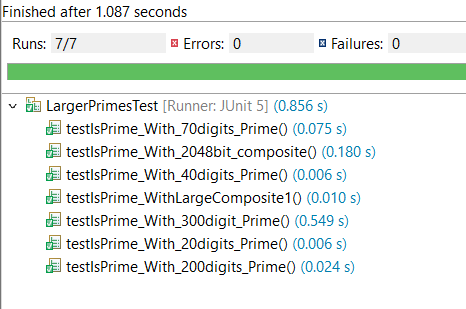 Finished after 1.087 seconds
Runs: 7/7 Errors: 0 Failures: 0
LargerPrimesTest [Runner: JUnit 5] (0.856 s)
testIsPrime_With_70digits_Prime() (0.075 s)
testIsPrime_With_2048bit_composite() (0.180 s)
testIsPrime_With_40digits_Prime() (0.006 s)
testIsPrime_WithLargeComposite1() (0.010 s)
testIsPrime_With_300digit_Prime() (0.549 s)
testIsPrime_With_20digits_Prime() (0.006 s)
testIsPrime_With_200digits_Prime() (0.024 s)